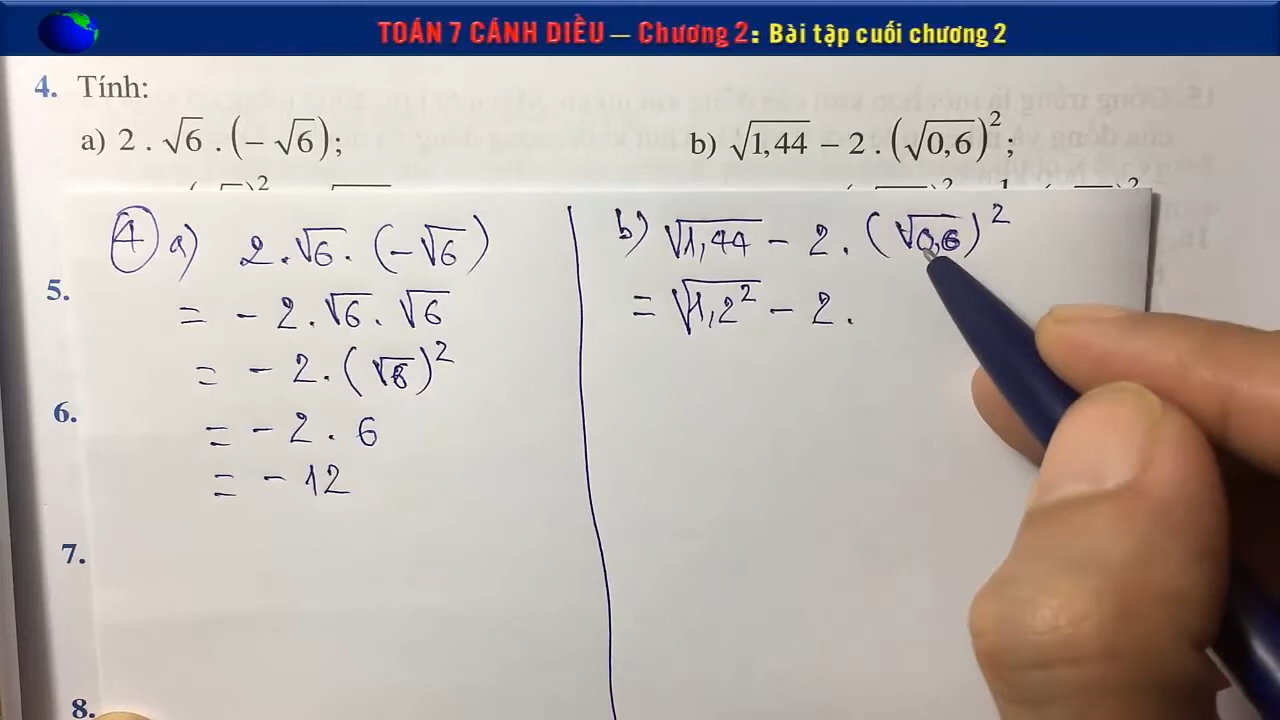 TOÁN 7 CÁNH DIỀU – Chương 2: Bài tập cuối chương 2
4. Tính:
a) 2 . √6 . (– √6);
b) √1,44 – 2 . (√0,6)²;
④ a) 2.√6.(–√6)
= – 2.√6.√6
= – 2.(√6)²
= – 2 . 6
= – 12
b) √1,44 – 2 . (√0,6)²
= √1,2² – 2 .
5.
6.
7.
8.